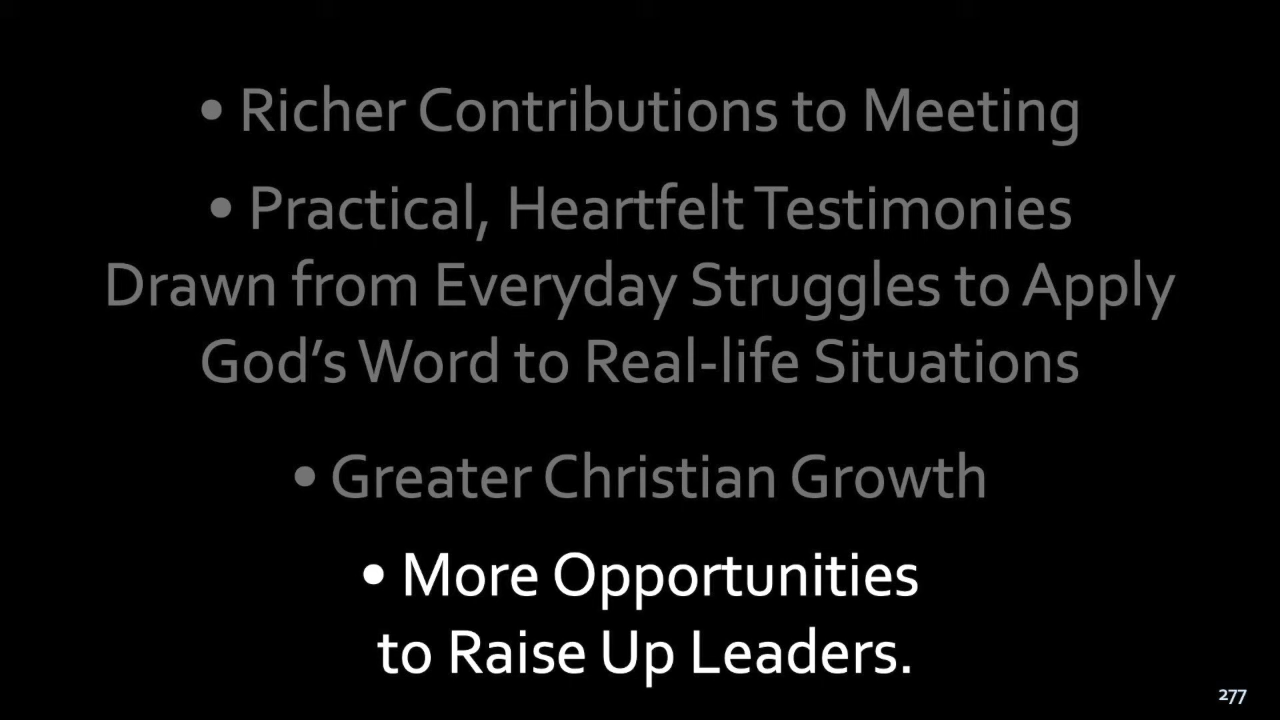 • Richer Contributions to Meeting
• Practical, Heartfelt Testimonies
Drawn from Everyday Struggles to Apply
God’s Word to Real-life Situations
• Greater Christian Growth
• More Opportunities
to Raise Up Leaders.
277